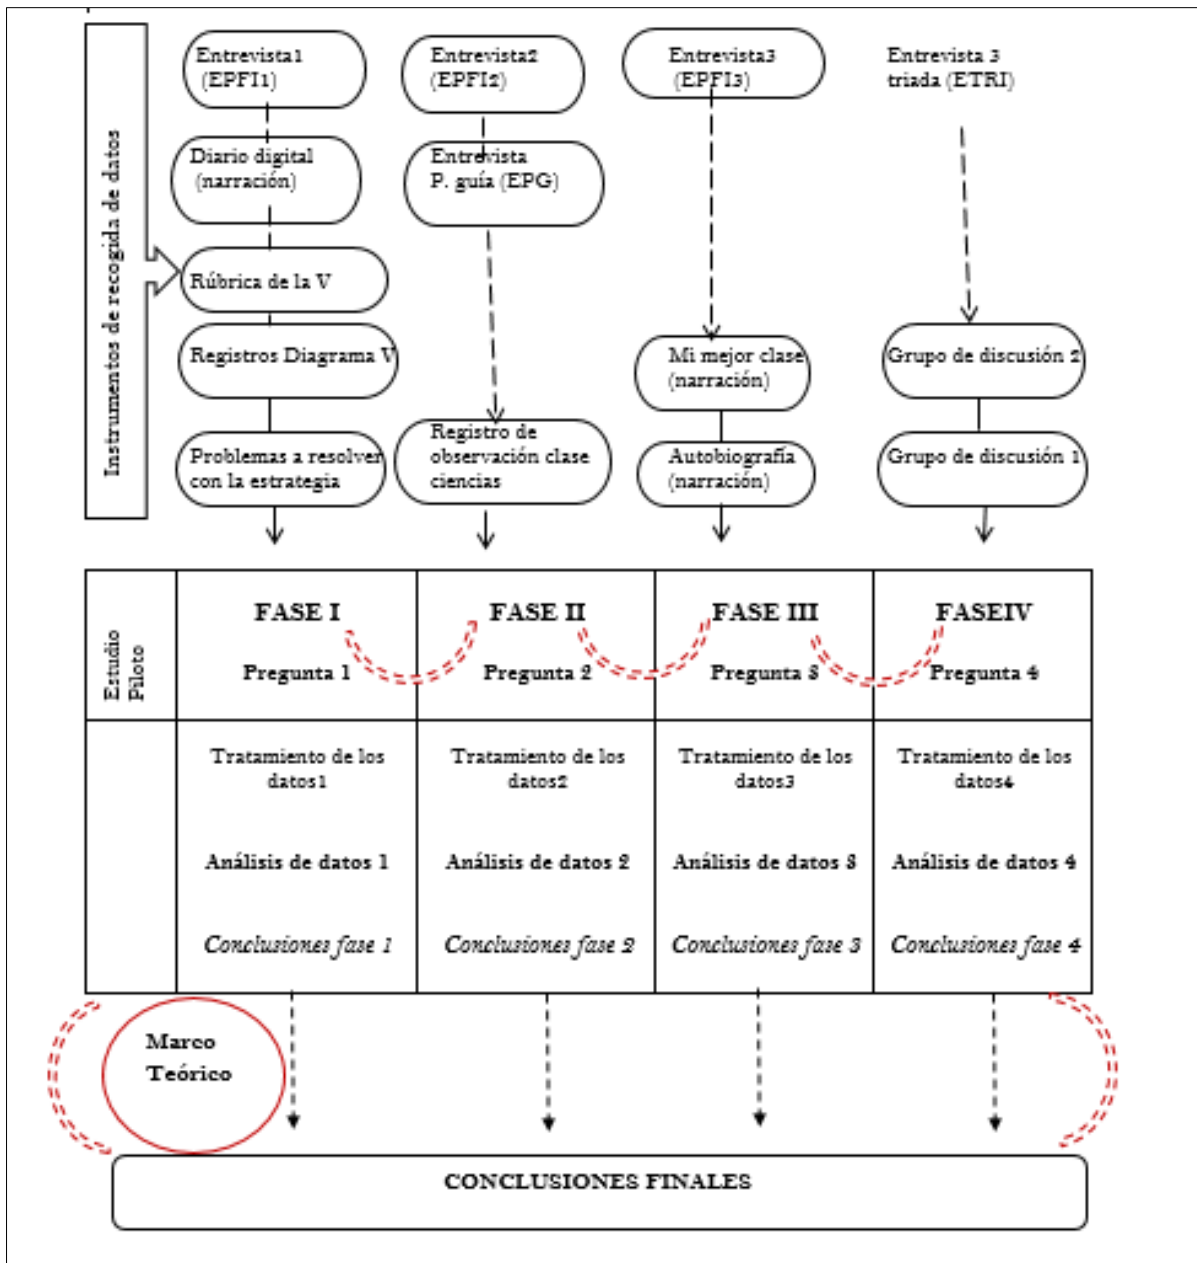 Instrumentos de recogida de datos
Entrevista1
(EPFI1)
Diario digital
(narración)
Rúbrica de la V
Registros Diagrama V
Problemas a resolver
con la estrategia
Entrevista2
(EPFI2)
Entrevista
P. guía (EPG)
Registro de
observación clase
ciencias
Entrevista3
(EPFI3)
Mi mejor clase
(narración)
Autobiografía
(narración)
Entrevista 3
triada (ETRI)
Grupo de discusión 2
Grupo de discusión 1
Estudio
Piloto
FASE I
Pregunta 1
FASE II
Pregunta 2
FASE III
Pregunta 3
FASEIV
Pregunta 4
Tratamiento de los
datos1
Análisis de datos 1
Conclusiones fase 1
Tratamiento de los
datos2
Análisis de datos 2
Conclusiones fase 2
Tratamiento de los
datos3
Análisis de datos 3
Conclusiones fase 3
Tratamiento de los
datos4
Análisis de datos 4
Conclusiones fase 4
Marco
Teórico
CONCLUSIONES FINALES